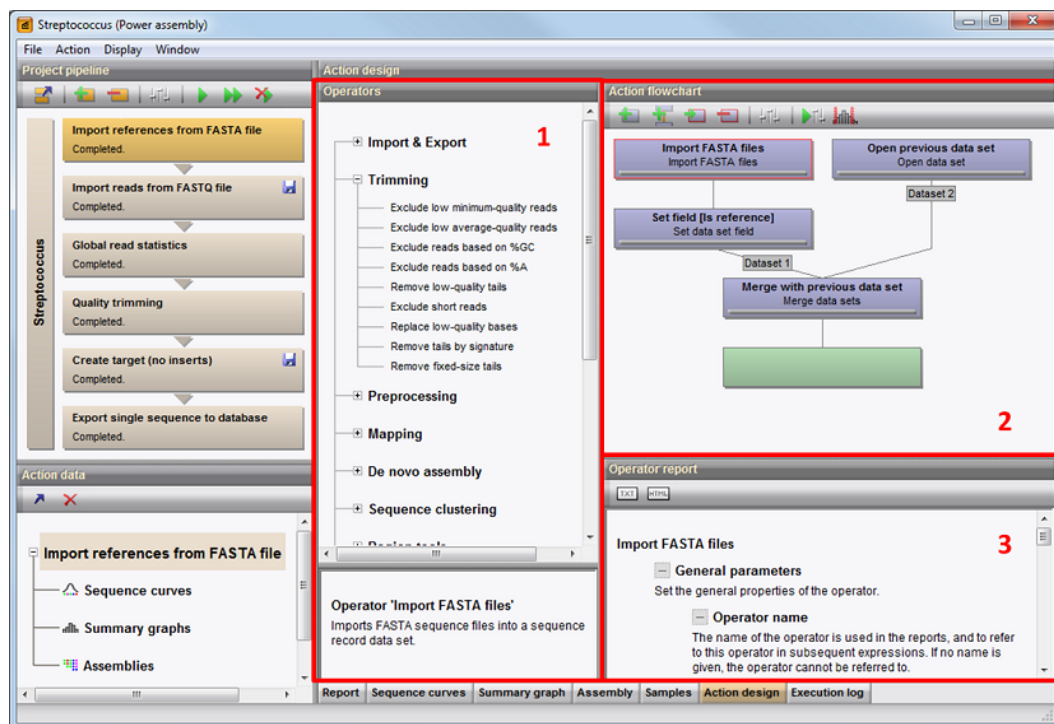 Streptococcus (Power assembly)
File Action Display Window
Project pipeline
Streptococcus
Import references from FASTA file
Completed.
Import reads from FASTQ file
Completed.
Global read statistics
Completed.
Quality trimming
Completed.
Create target (no inserts)
Completed.
Export single sequence to database
Completed.
Action data
Import references from FASTA file
Sequence curves
Summary graphs
Assemblies
Action design
Operators
1
Import & Export
Trimming
Exclude low minimum-quality reads
Exclude low average-quality reads
Exclude reads based on %GC
Exclude reads based on %A
Remove low-quality tails
Exclude short reads
Replace low-quality bases
Remove tails by signature
Remove fixed-size tails
Preprocessing
Mapping
De novo assembly
Sequence clustering
Region tools
Operator 'Import FASTA files'
Imports FASTA sequence files into a sequence
record data set.
Action flowchart
Import FASTA files
Import FASTA files
Open previous data set
Open data set
Dataset 2
Set field [Is reference]
Set data set field
Dataset 1
Merge with previous data set
Merge data sets
2
Operator report
TXT HTML
3
Import FASTA files
General parameters
Set the general properties of the operator.
Operator name
The name of the operator is used in the reports, and to refer
to this operator in subsequent expressions. If no name is
given, the operator cannot be referred to.
Report Sequence curves Summary graph Assembly Samples Action design Execution log